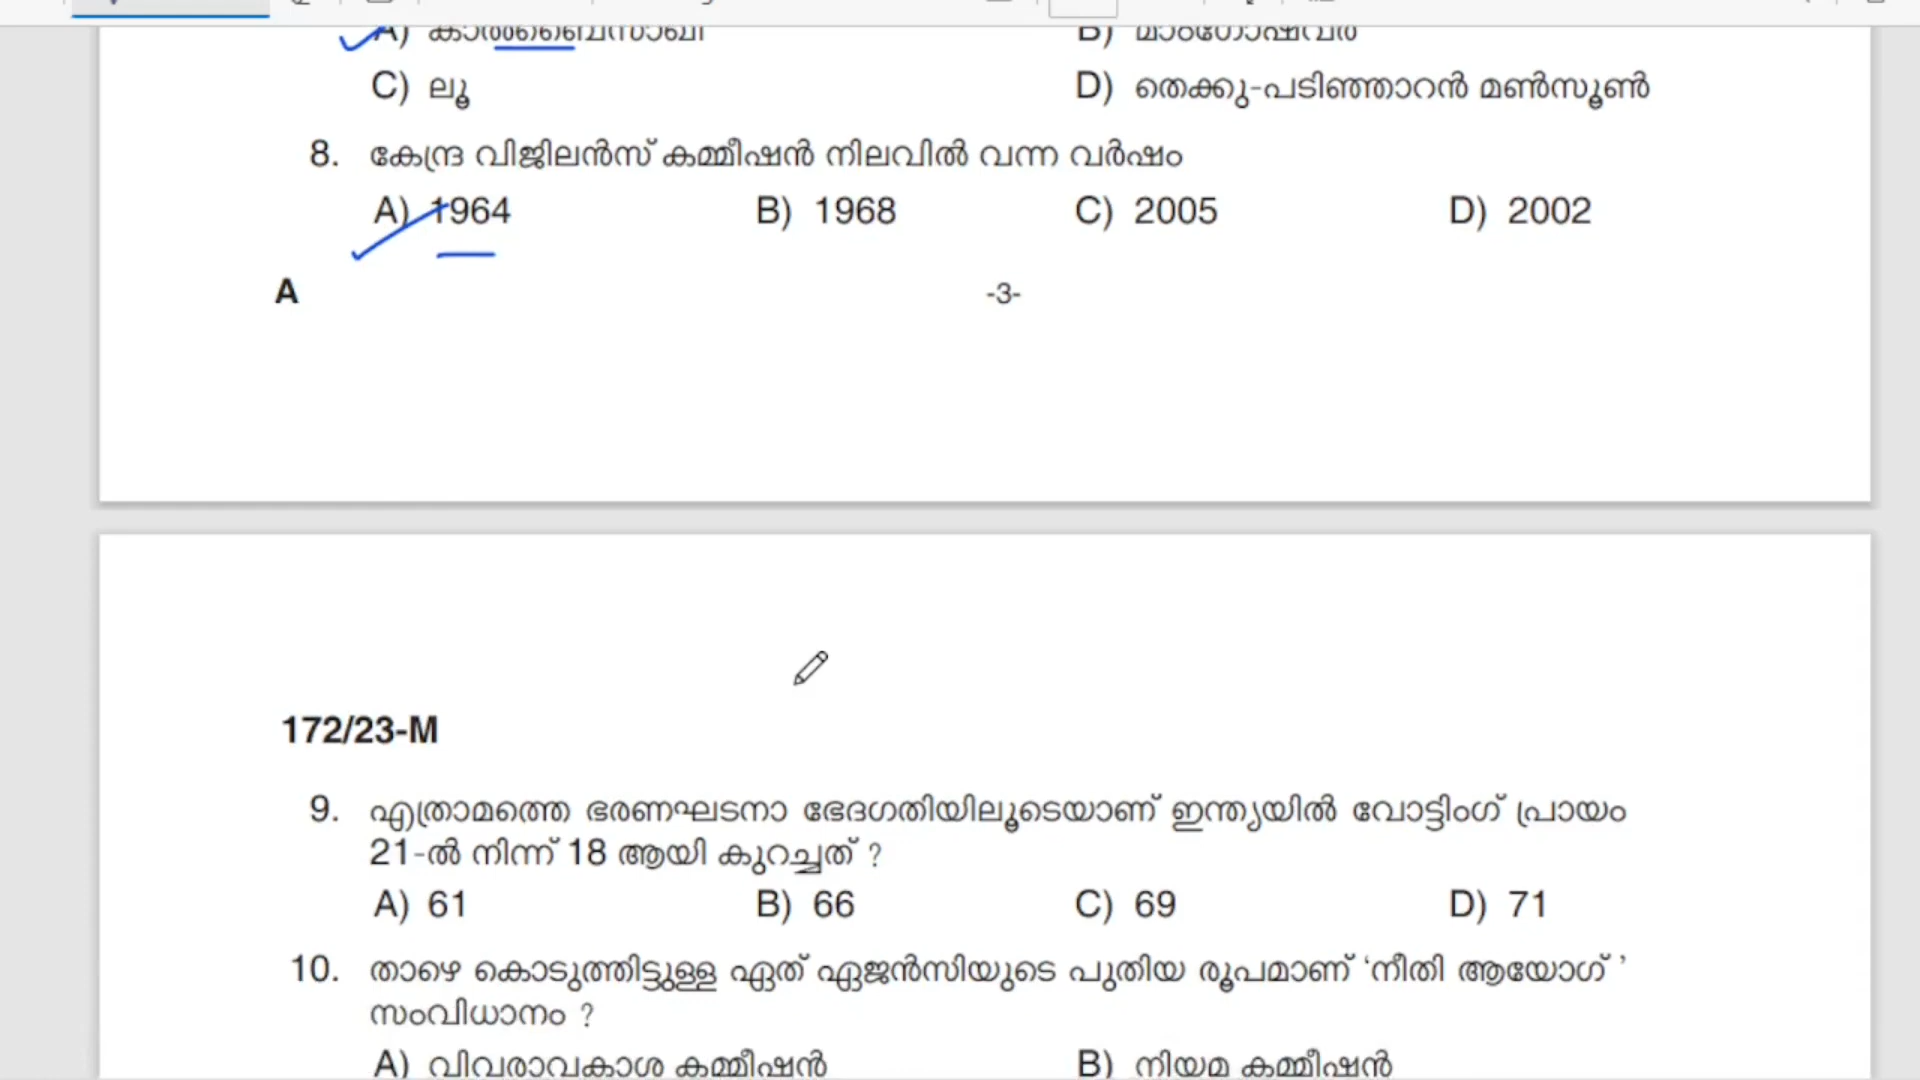 A) കാൽബൈസാഖി B) മാംഗോഷവർ
C) ലൂ D) തെക്കു-പടിഞ്ഞാറൻ മൺസൂൺ
8. കേന്ദ്ര വിജിലൻസ് കമ്മീഷൻ നിലവിൽ വന്ന വർഷം
A) 1964 B) 1968 C) 2005 D) 2002
A -3-
172/23-M
9. എത്രാമത്തെ ഭരണഘടനാ ഭേദഗതിയിലൂടെയാണ് ഇന്ത്യയിൽ വോട്ടിംഗ് പ്രായം
21-ൽ നിന്ന് 18 ആയി കുറച്ചത് ?
A) 61 B) 66 C) 69 D) 71
10. താഴെ കൊടുത്തിട്ടുള്ള ഏത് ഏജൻസിയുടെ പുതിയ രൂപമാണ് ‘നീതി ആയോഗ് ’
സംവിധാനം ?
A) വിവരാവകാശ കമ്മീഷൻ B) നിയമ കമ്മീഷൻ